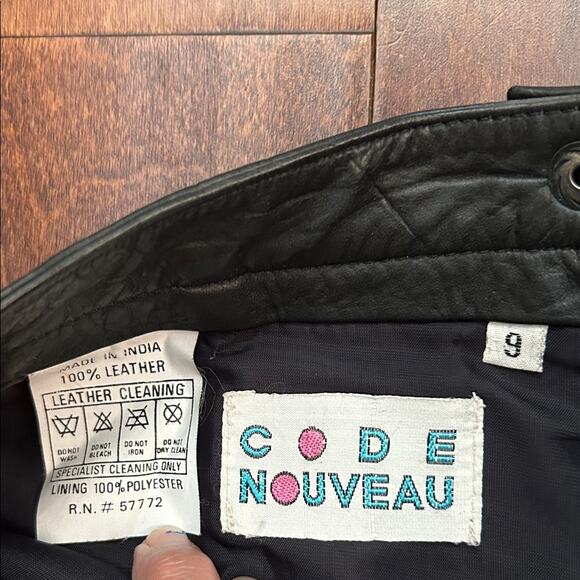 MADE IN INDIA
100% LEATHER
LEATHER CLEANING
DO NOT WASH
DO NOT BLEACH
DO NOT IRON
DO NOT DRY CLEAN
SPECIALIST CLEANING ONLY
LINING 100% POLYESTER
R.N. # 57772
CODE
NOUVEAU
9